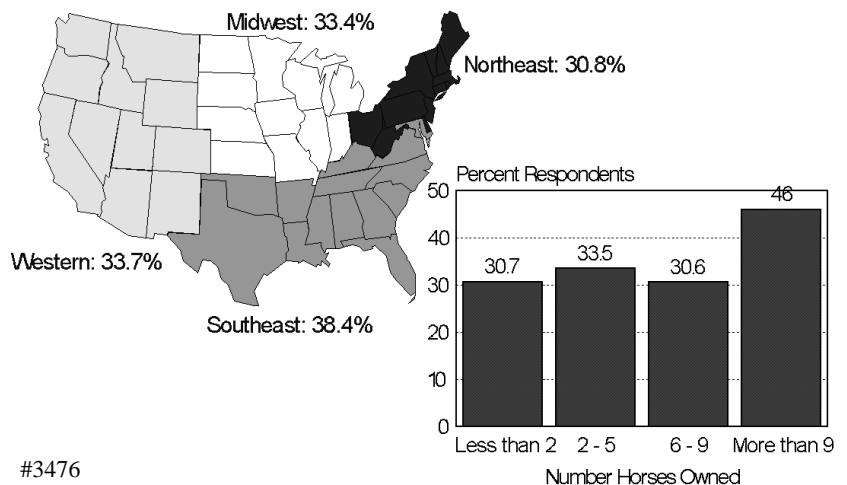 Midwest: 33.4%
Northeast: 30.8%
Western: 33.7%
Southeast: 38.4%
Percent Respondents
50
40
30
20
10
0
30.7
33.5
30.6
46
Less than 2
2 - 5
6 - 9
More than 9
Number Horses Owned
#3476